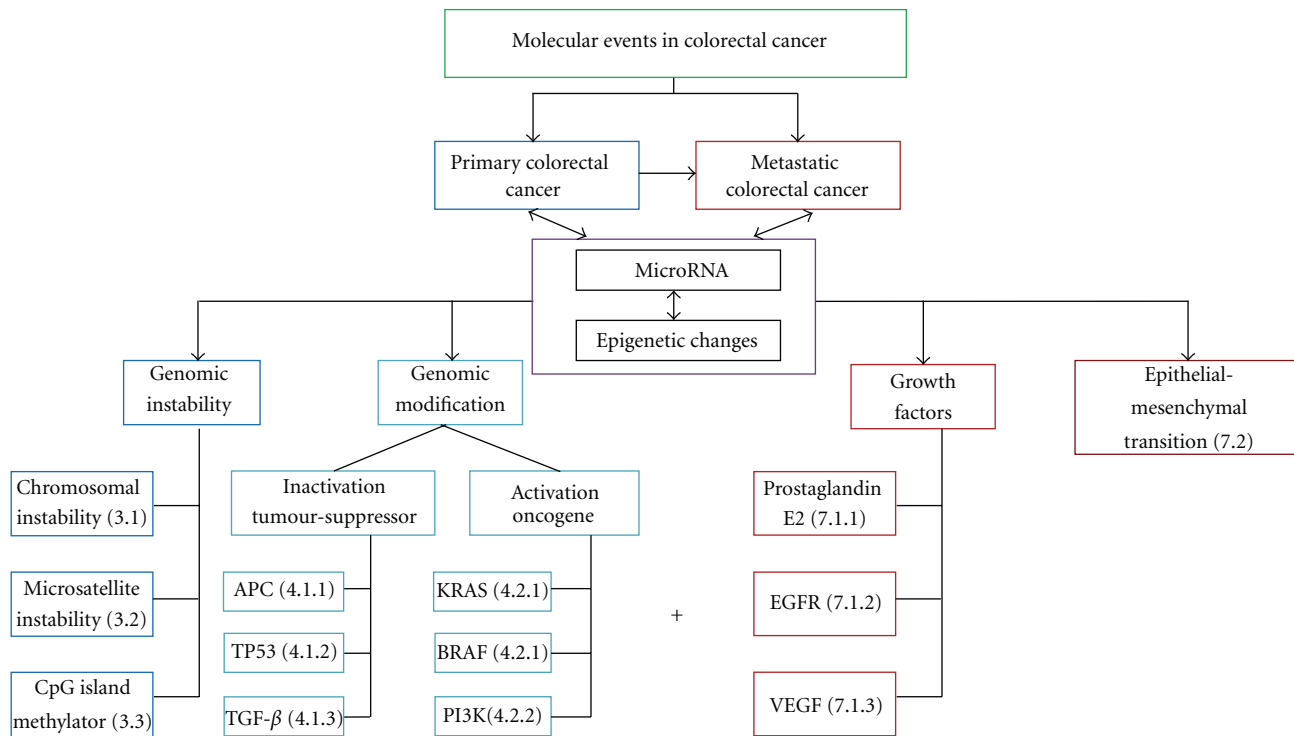 Molecular events in colorectal cancer
Primary colorectal
cancer
Metastatic
colorectal cancer
MicroRNA
Epigenetic changes
Genomic
instability
Genomic
modification
Growth
factors
Epithelial-
mesenchymal
transition (7.2)
Chromosomal
instability (3.1)
Inactivation
tumour-suppressor
Activation
oncogene
Prostaglandin
E2 (7.1.1)
Microsatellite
instability (3.2)
APC (4.1.1)
KRAS (4.2.1)
+
EGFR (7.1.2)
TP53 (4.1.2)
BRAF (4.2.1)
CpG island
methylator (3.3)
TGF-β (4.1.3)
PI3K(4.2.2)
VEGF (7.1.3)